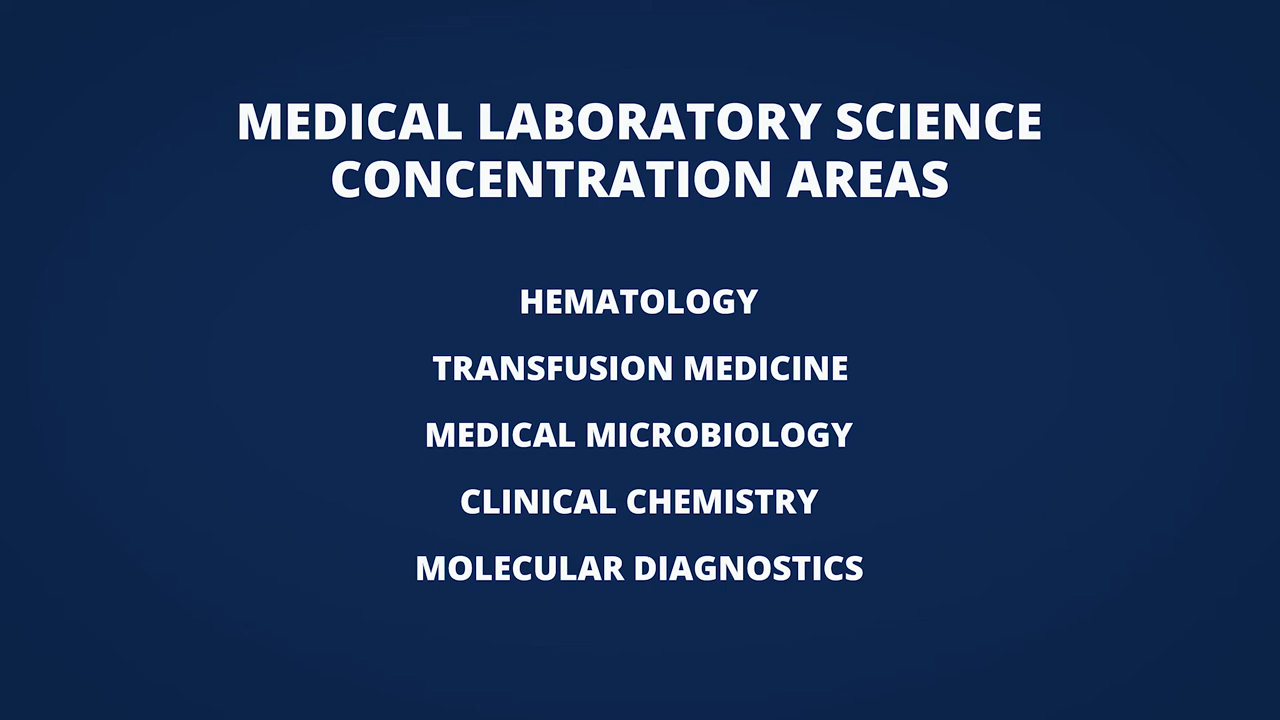 MEDICAL LABORATORY SCIENCE
CONCENTRATION AREAS
HEMATOLOGY
TRANSFUSION MEDICINE
MEDICAL MICROBIOLOGY
CLINICAL CHEMISTRY
MOLECULAR DIAGNOSTICS